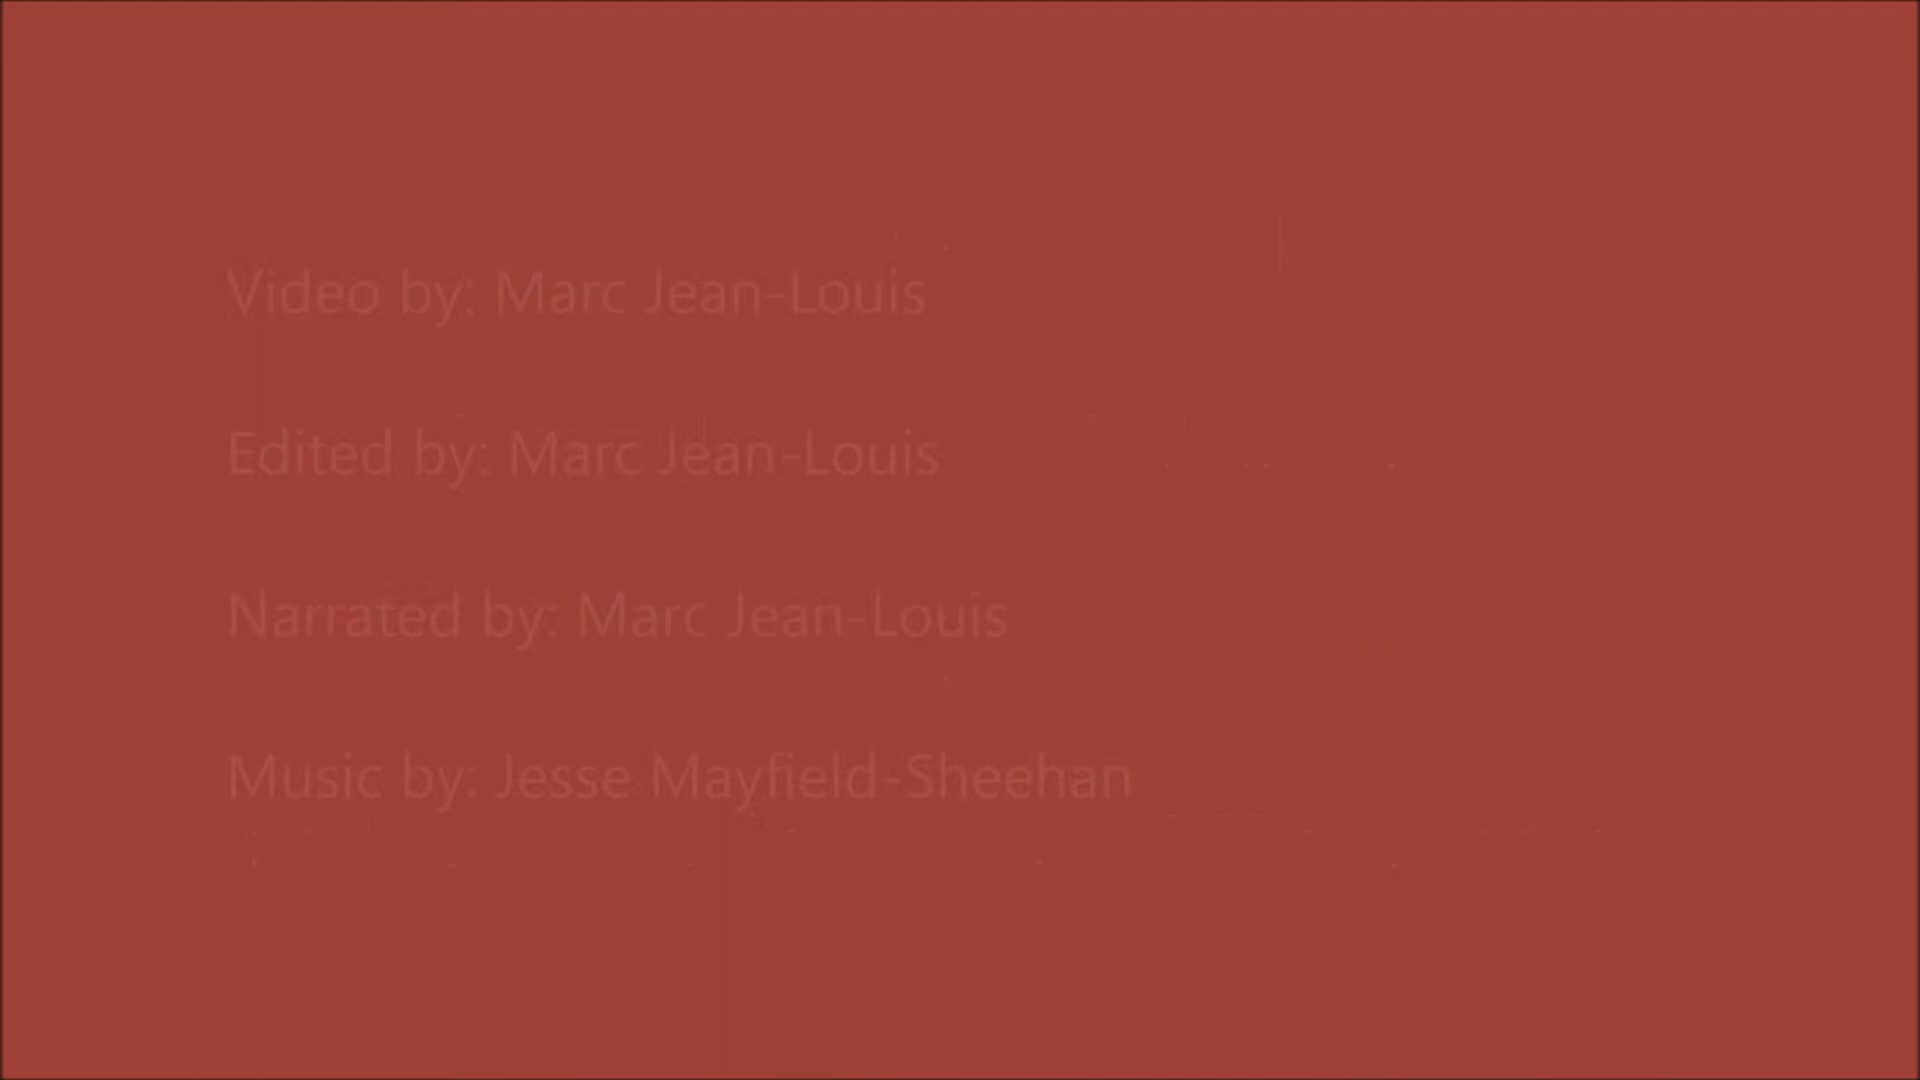 Video by: Marc Jean-Louis
Edited by: Marc Jean-Louis
Narrated by: Marc Jean-Louis
Music by: Jesse Mayfield-Sheehan